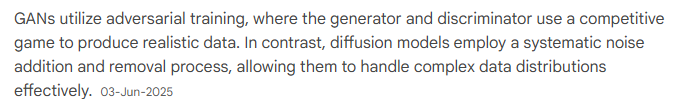 GANs utilize adversarial training, where the generator and discriminator use a competitive
game to produce realistic data. In contrast, diffusion models employ a systematic noise
addition and removal process, allowing them to handle complex data distributions
effectively. 03-Jun-2025